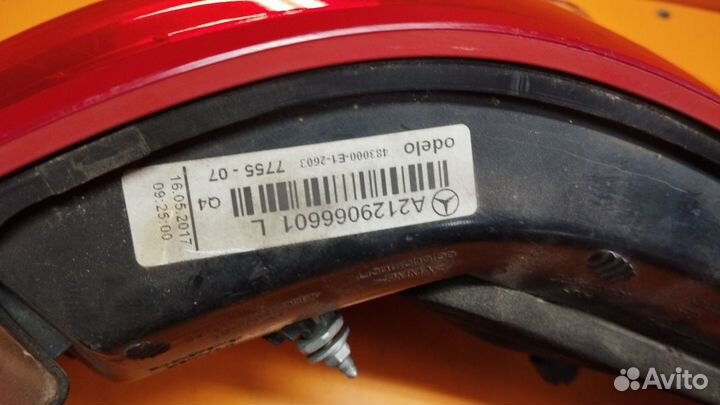 odelo
483000-E1-2603
7755 - 07
A2129066601 L
Q4
16.05.2017
09:25:00
Avito